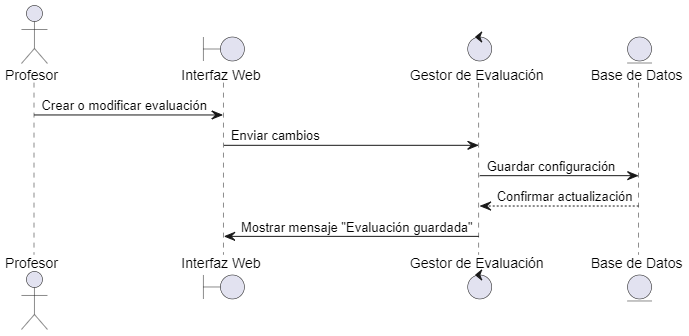 Profesor
Interfaz Web
Gestor de Evaluación
Base de Datos
Crear o modificar evaluación
Enviar cambios
Guardar configuración
Confirmar actualización
Mostrar mensaje "Evaluación guardada"
Profesor
Interfaz Web
Gestor de Evaluación
Base de Datos